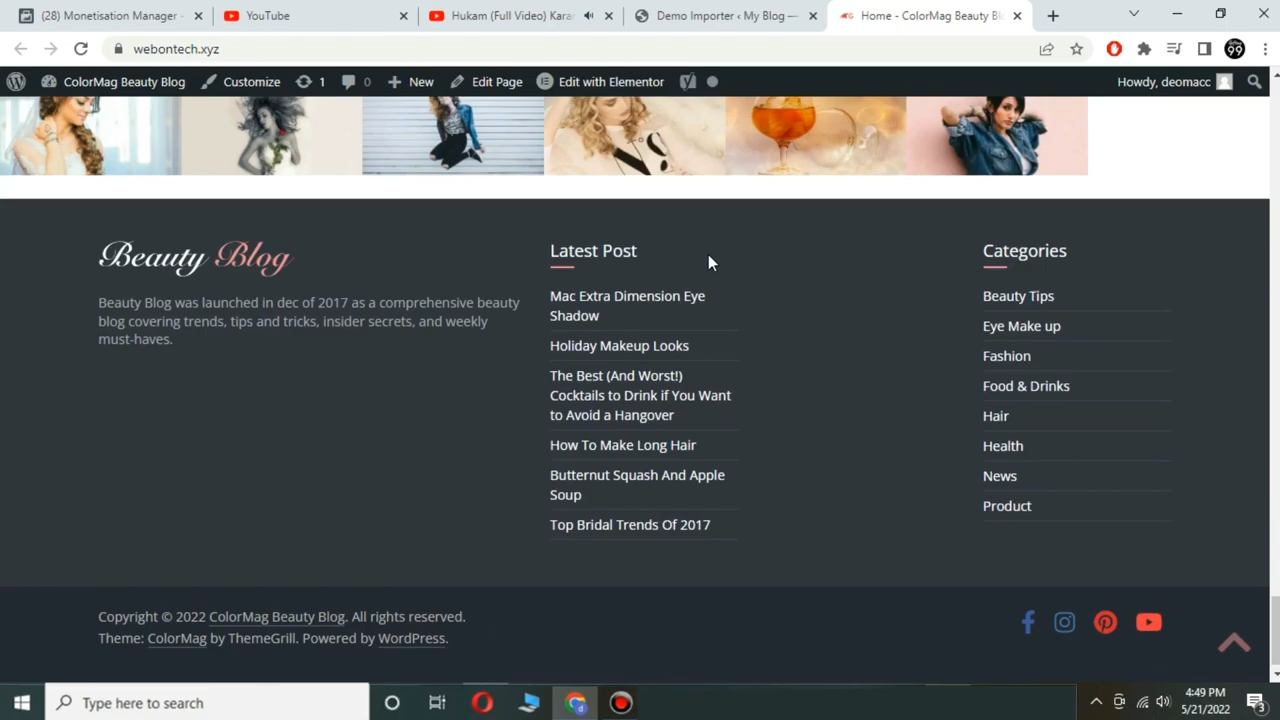 (28) Monetisation Manager -
YouTube
Hukam (Full Video) Kara
Demo Importer ‹ My Blog —
Home - ColorMag Beauty Bl
webontech.xyz
ColorMag Beauty Blog
Customize
1
0
New
Edit Page
Edit with Elementor
Howdy, deomacc
Beauty Blog
Beauty Blog was launched in dec of 2017 as a comprehensive beauty
blog covering trends, tips and tricks, insider secrets, and weekly
must-haves.
Latest Post
Mac Extra Dimension Eye
Shadow
Holiday Makeup Looks
The Best (And Worst!)
Cocktails to Drink if You Want
to Avoid a Hangover
How To Make Long Hair
Butternut Squash And Apple
Soup
Top Bridal Trends Of 2017
Categories
Beauty Tips
Eye Make up
Fashion
Food & Drinks
Hair
Health
News
Product
Copyright © 2022 ColorMag Beauty Blog. All rights reserved.
Theme: ColorMag by ThemeGrill. Powered by WordPress.
Type here to search
4:49 PM
5/21/2022
3